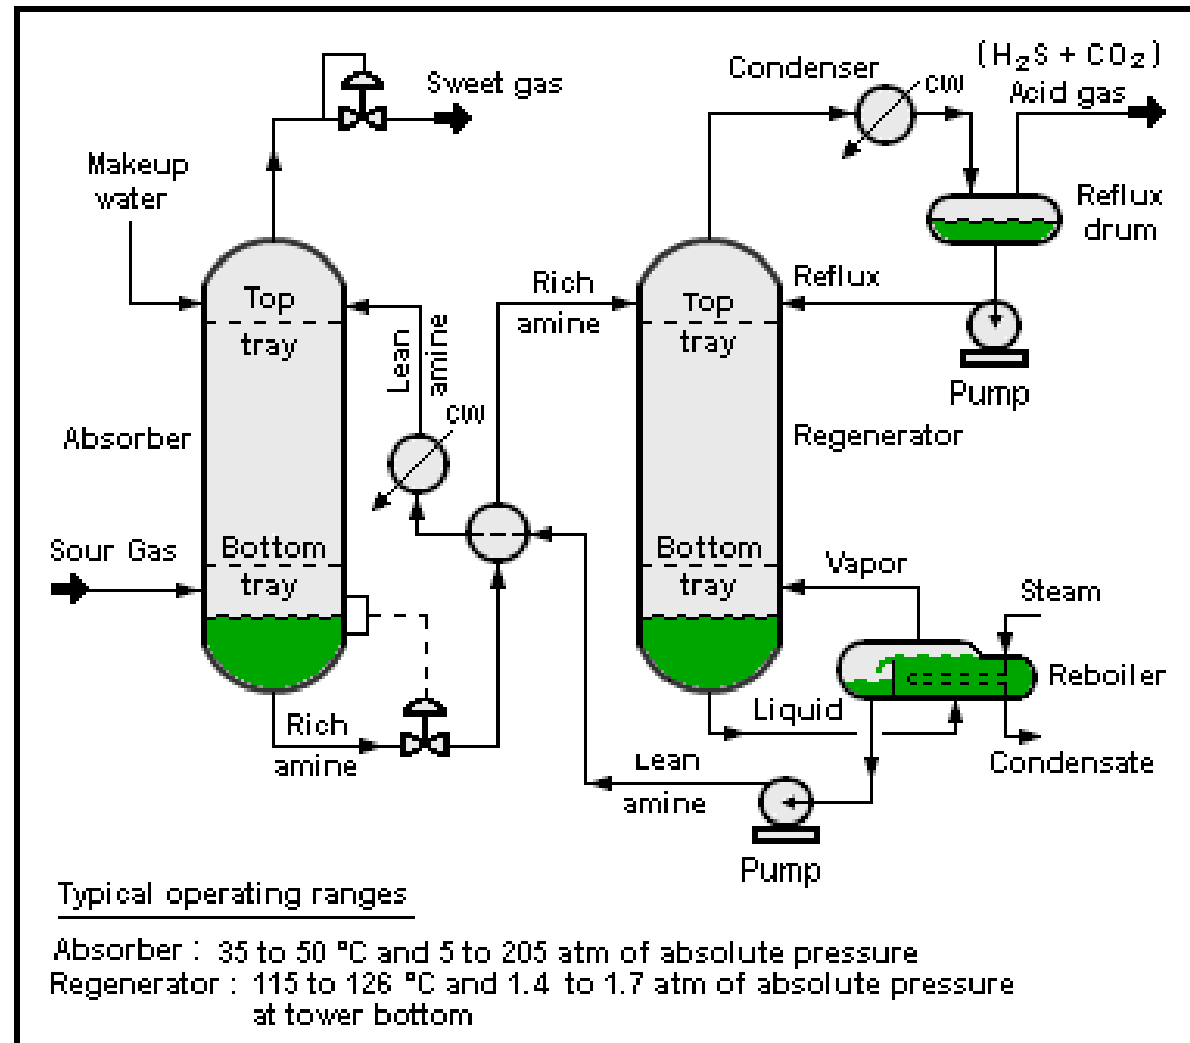 (H₂S + CO₂)
Condenser
CW
Acid gas
Sweet gas
Makeup
water
Reflux
drum
Top
tray
Lean
amine
Rich
amine
Top
tray
Reflux
Pump
Absorber
CW
Regenerator
Sour Gas
Bottom
tray
Bottom
tray
Vapor
Steam
Reboiler
Rich
amine
Liquid
Condensate
Lean
amine
Pump
Typical operating ranges
Absorber : 35 to 50 °C and 5 to 205 atm of absolute pressure
Regenerator : 115 to 126 °C and 1.4 to 1.7 atm of absolute pressure
at tower bottom